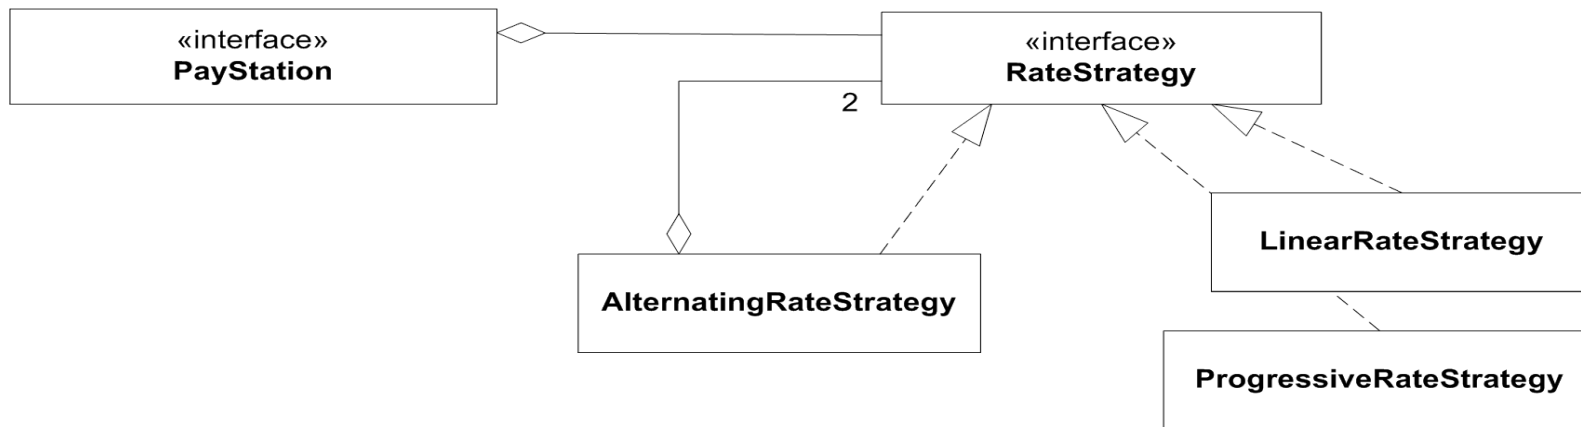 «interface»
PayStation
«interface»
RateStrategy
2
AlternatingRateStrategy
LinearRateStrategy
ProgressiveRateStrategy